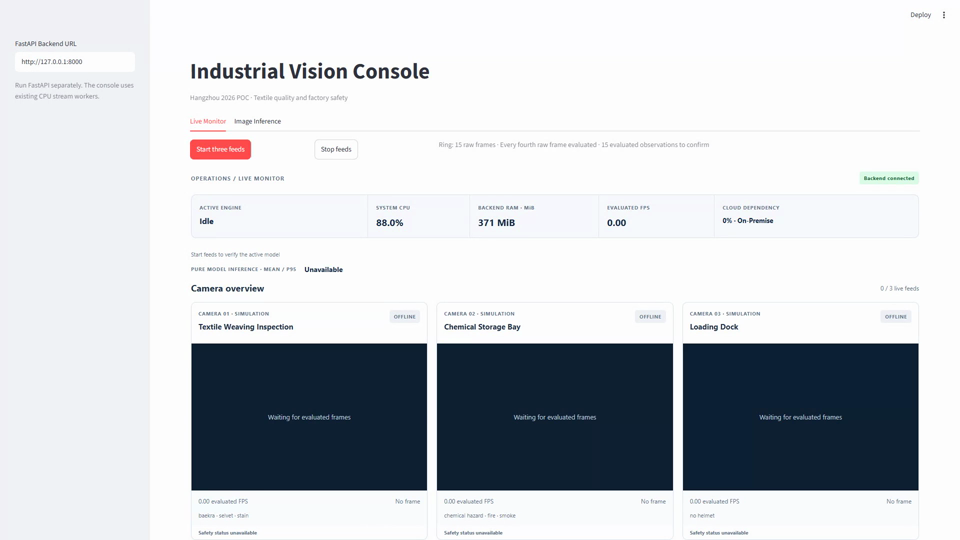 Deploy
FastAPI Backend URL
http://127.0.0.1:8000
Run FastAPI separately. The console uses
existing CPU stream workers.
Industrial Vision Console
Hangzhou 2026 POC · Textile quality and factory safety
Live Monitor Image Inference
Start three feeds Stop feeds Ring: 15 raw frames · Every fourth raw frame evaluated · 15 evaluated observations to confirm
OPERATIONS / LIVE MONITOR Backend connected
ACTIVE ENGINE SYSTEM CPU BACKEND RAM · MIB EVALUATED FPS CLOUD DEPENDENCY
Idle 88.0% 371 MiB 0.00 0% · On-Premise
Start feeds to verify the active model
PURE MODEL INFERENCE · MEAN / P95 Unavailable
Camera overview 0 / 3 live feeds
CAMERA 01 · SIMULATION OFFLINE CAMERA 02 · SIMULATION OFFLINE CAMERA 03 · SIMULATION OFFLINE
Textile Weaving Inspection Chemical Storage Bay Loading Dock
Waiting for evaluated frames Waiting for evaluated frames Waiting for evaluated frames
0.00 evaluated FPS No frame 0.00 evaluated FPS No frame 0.00 evaluated FPS No frame
baekra · selvet · stain chemical hazard · fire · smoke no helmet
Safety status unavailable Safety status unavailable Safety status unavailable